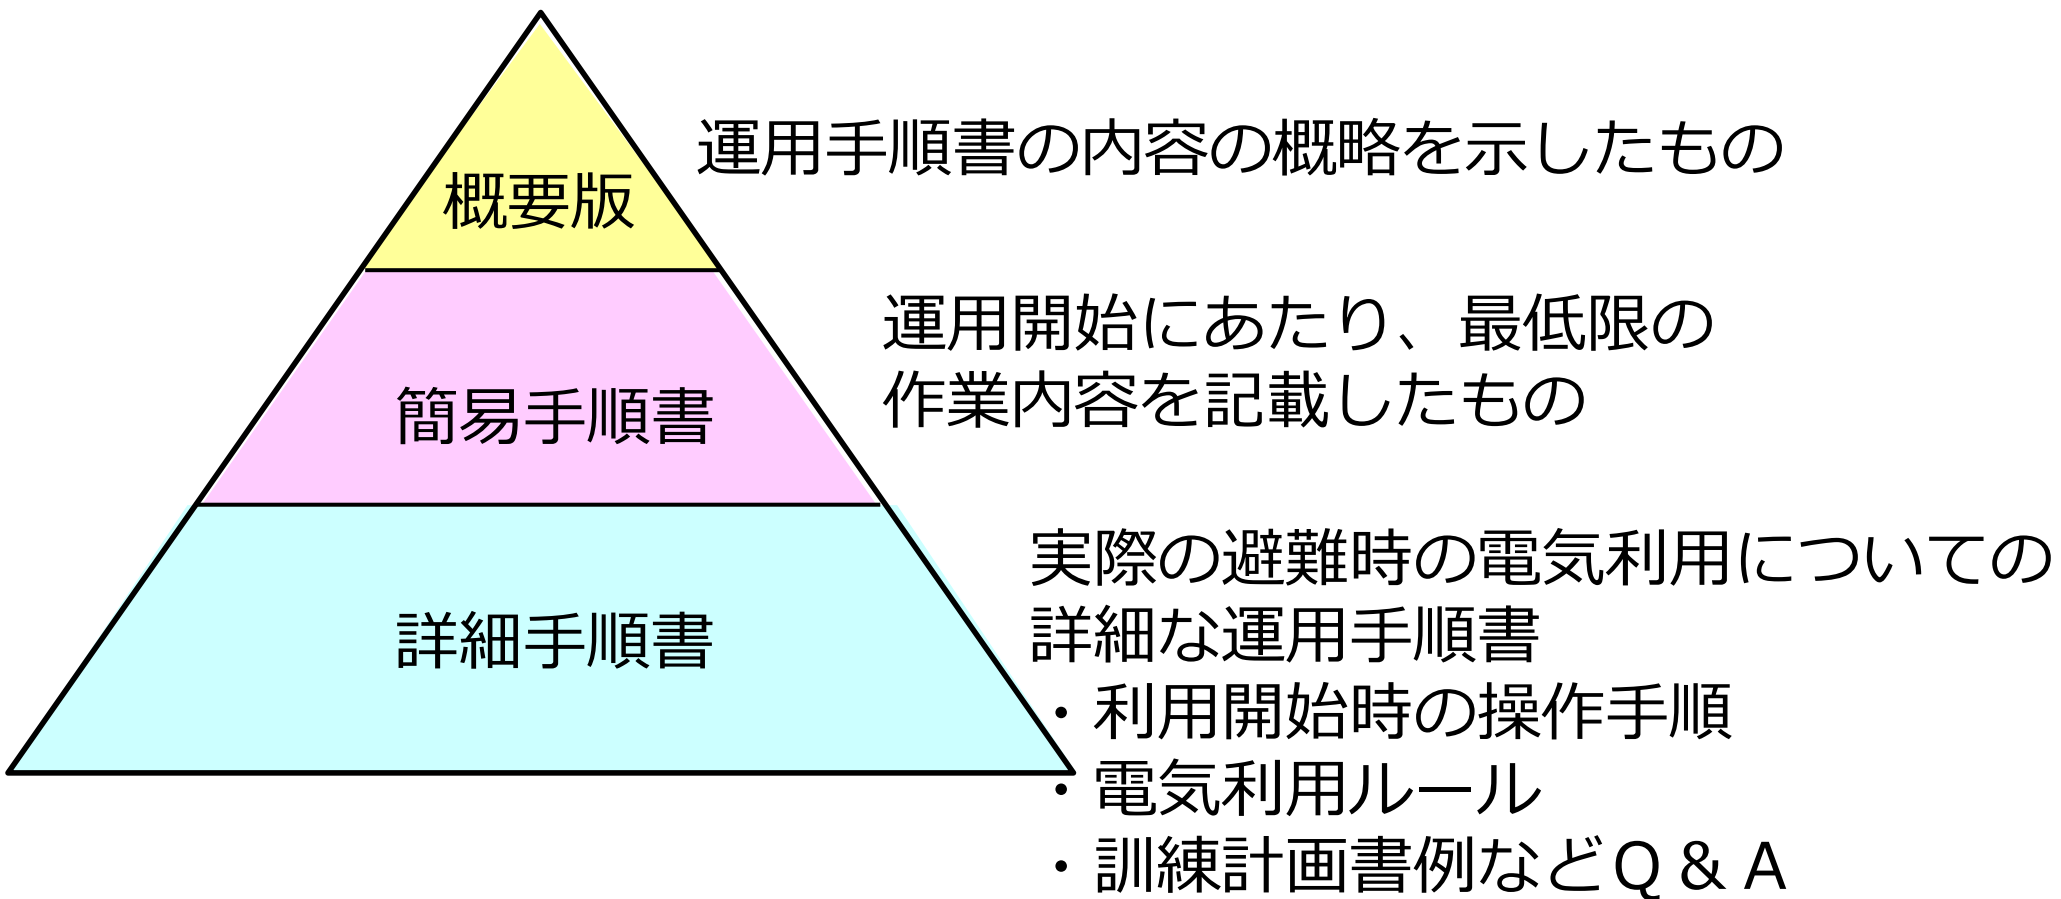 概要版
運用手順書の内容の概略を示したもの
簡易手順書
運用開始にあたり、最低限の
作業内容を記載したもの
詳細手順書
実際の避難時の電気利用についての
詳細な運用手順書
・利用開始時の操作手順
・電気利用ルール
・訓練計画書例などＱ＆Ａ